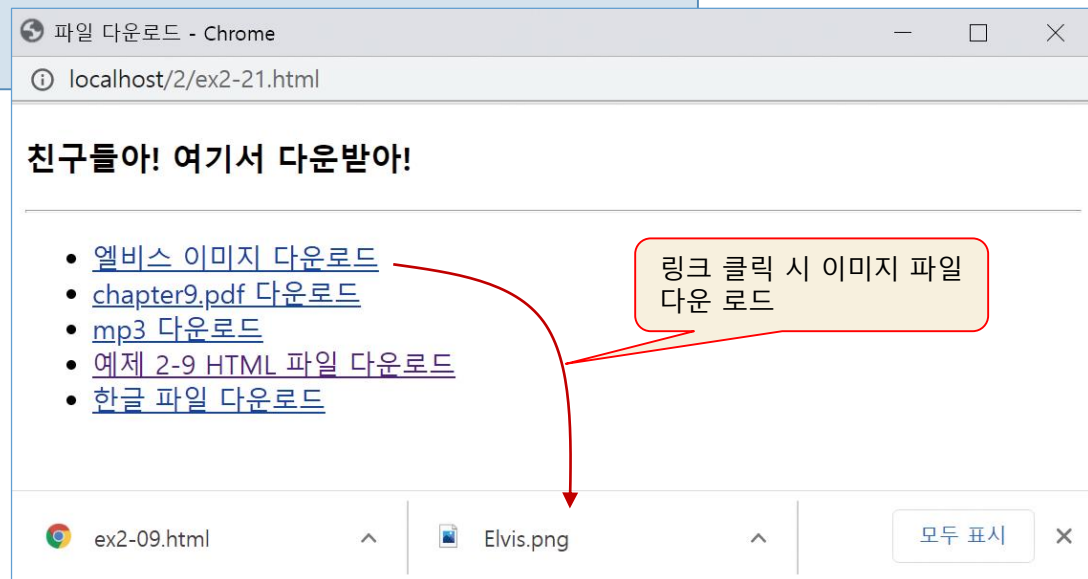 파일 다운로드 - Chrome
localhost/2/ex2-21.html
친구들아! 여기서 다운받아!
엘비스 이미지 다운로드
chapter9.pdf 다운로드
mp3 다운로드
예제 2-9 HTML 파일 다운로드
한글 파일 다운로드
링크 클릭 시 이미지 파일
다운 로드
ex2-09.html
Elvis.png
모두 표시